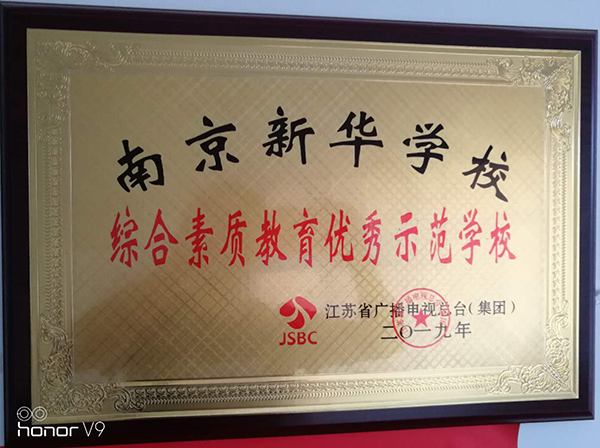 南京新华学校
综合素质教育优秀示范学校
JSBC
江苏省广播电视总台(集团)
二〇一九年
honor V9